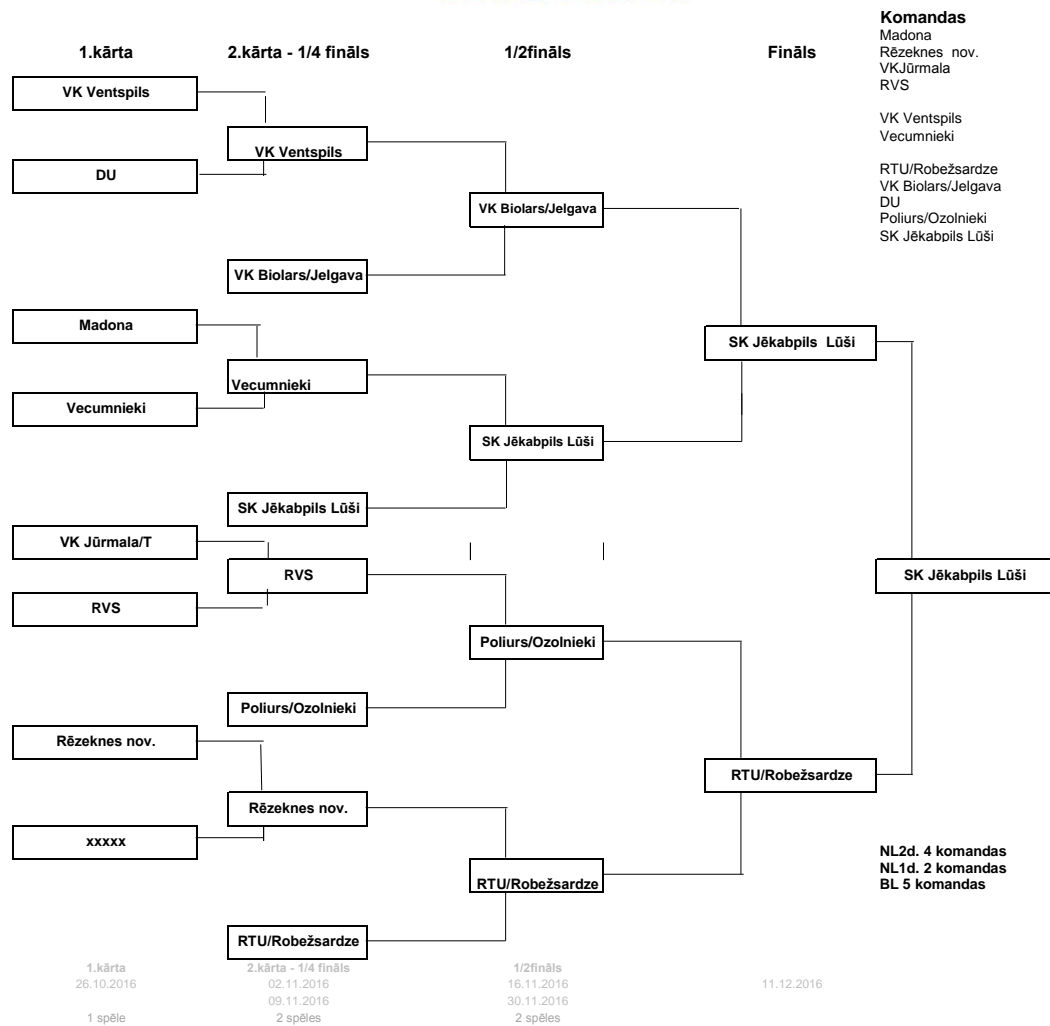 Komandas
Madona
1.kārta 2.kārta - 1/4 fināls 1/2fināls Fināls
Rēzeknes nov.
VKJūrmala
RVS
VK Ventspils
VK Ventspils
Vecumnieki
VK Ventspils
DU
RTU/Robežsardze
VK Biolars/Jelgava
DU
Poliurs/Ozolnieki
SK Jēkabpils Lūši
VK Biolars/Jelgava
VK Biolars/Jelgava
Madona
SK Jēkabpils Lūši
Vecumnieki
Vecumnieki
SK Jēkabpils Lūši
SK Jēkabpils Lūši
VK Jūrmala/T
RVS
SK Jēkabpils Lūši
RVS
Poliurs/Ozolnieki
Poliurs/Ozolnieki
Rēzeknes nov.
RTU/Robežsardze
Rēzeknes nov.
xxxxx
NL2d. 4 komandas
NL1d. 2 komandas
BL 5 komandas
RTU/Robežsardze
RTU/Robežsardze
1.kārta 2.kārta - 1/4 fināls 1/2fināls
26.10.2016 02.11.2016 16.11.2016 11.12.2016
09.11.2016 30.11.2016
1 spēle 2 spēles 2 spēles